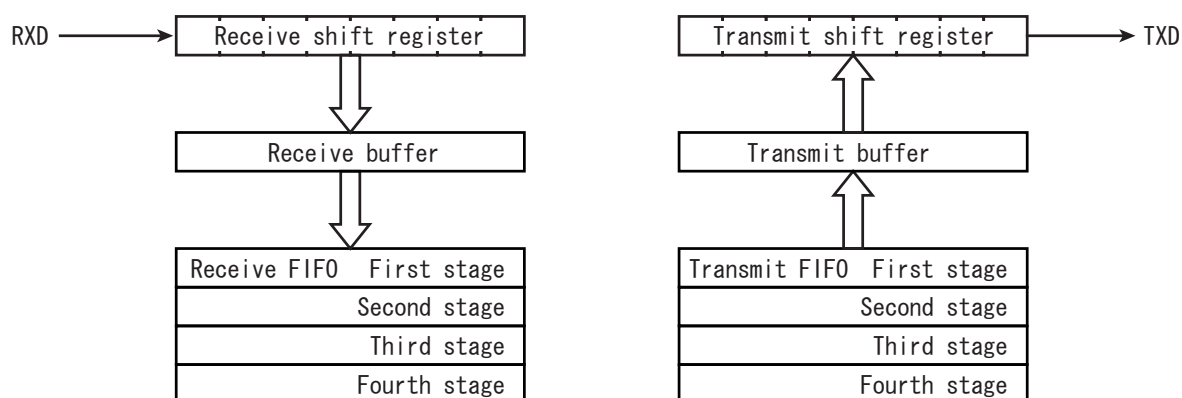 RXD
Receive shift register
Receive buffer
Receive FIFO First stage
Second stage
Third stage
Fourth stage
Transmit shift register
TXD
Transmit buffer
Transmit FIFO First stage
Second stage
Third stage
Fourth stage